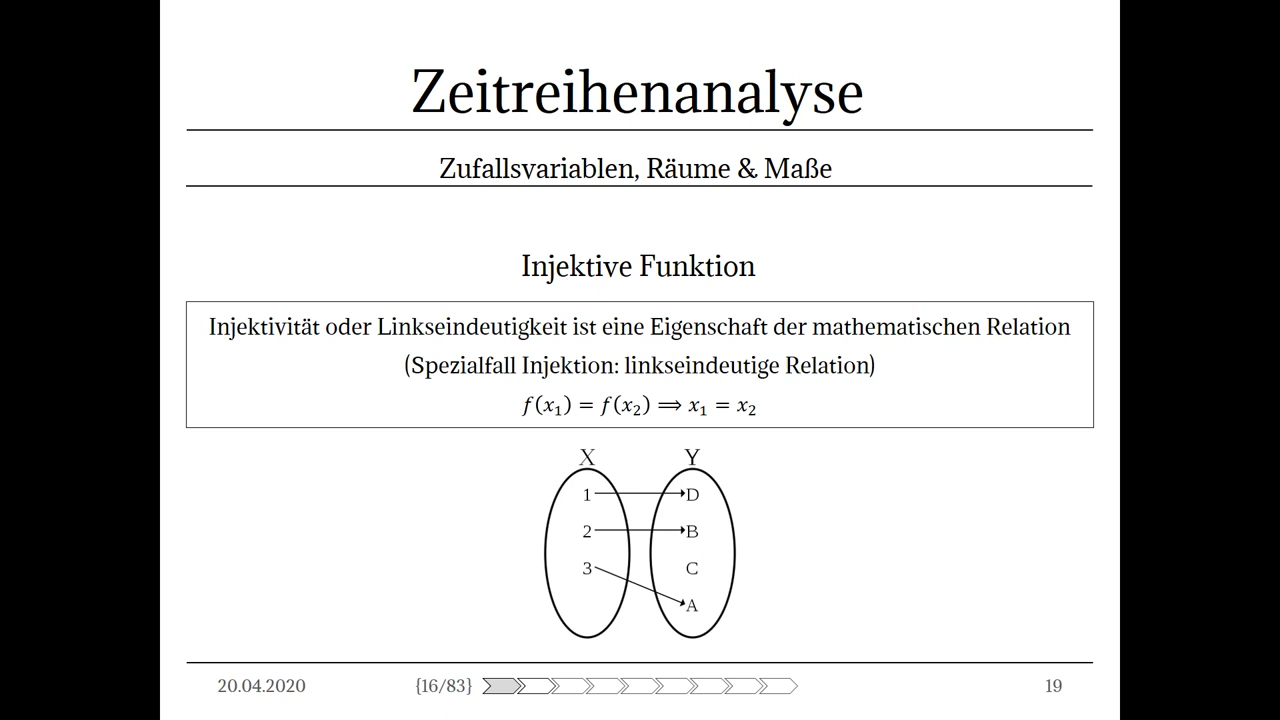 Zeitreihenanalyse
Zufallsvariablen, Räume & Maße
Injektive Funktion
Injektivität oder Linkseindeutigkeit ist eine Eigenschaft der mathematischen Relation
(Spezialfall Injektion: linkseindeutige Relation)
f(x₁) = f(x₂) ⟹ x₁ = x₂
X Y
1 D
2 B
3 C
A
20.04.2020 {16/83} 19